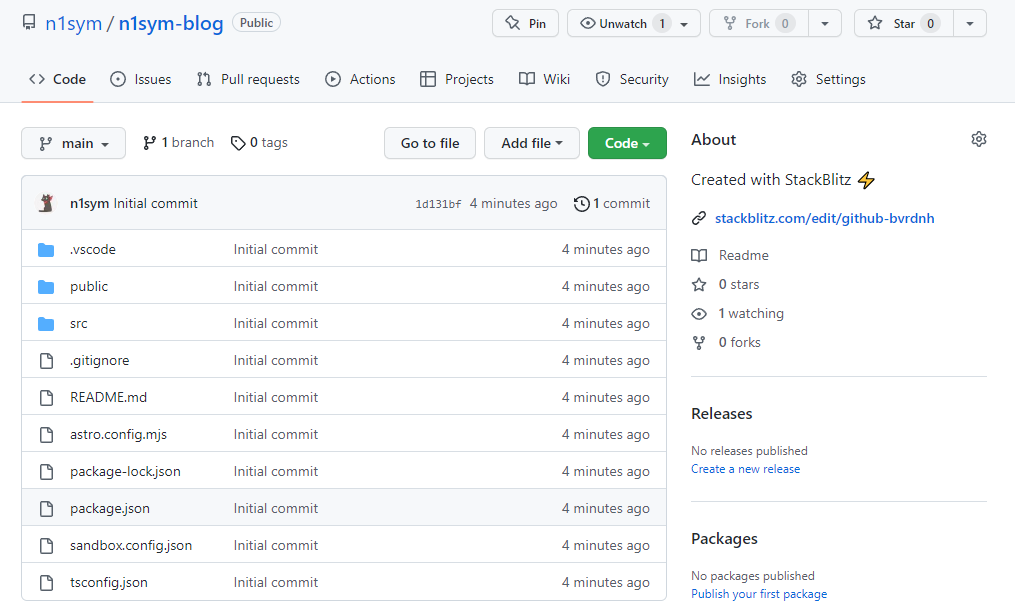 n1sym / n1sym-blog Public Pin Unwatch 1 Fork 0 Star 0
Code Issues Pull requests Actions Projects Wiki Security Insights Settings
main 1 branch 0 tags Go to file Add file Code
n1sym Initial commit 1d131bf 4 minutes ago 1 commit
.vscode Initial commit 4 minutes ago
public Initial commit 4 minutes ago
src Initial commit 4 minutes ago
.gitignore Initial commit 4 minutes ago
README.md Initial commit 4 minutes ago
astro.config.mjs Initial commit 4 minutes ago
package-lock.json Initial commit 4 minutes ago
package.json Initial commit 4 minutes ago
sandbox.config.json Initial commit 4 minutes ago
tsconfig.json Initial commit 4 minutes ago
About
Created with StackBlitz ⚡
stackblitz.com/edit/github-bvrdnh
Readme
0 stars
1 watching
0 forks
Releases
No releases published
Create a new release
Packages
No packages published
Publish your first package